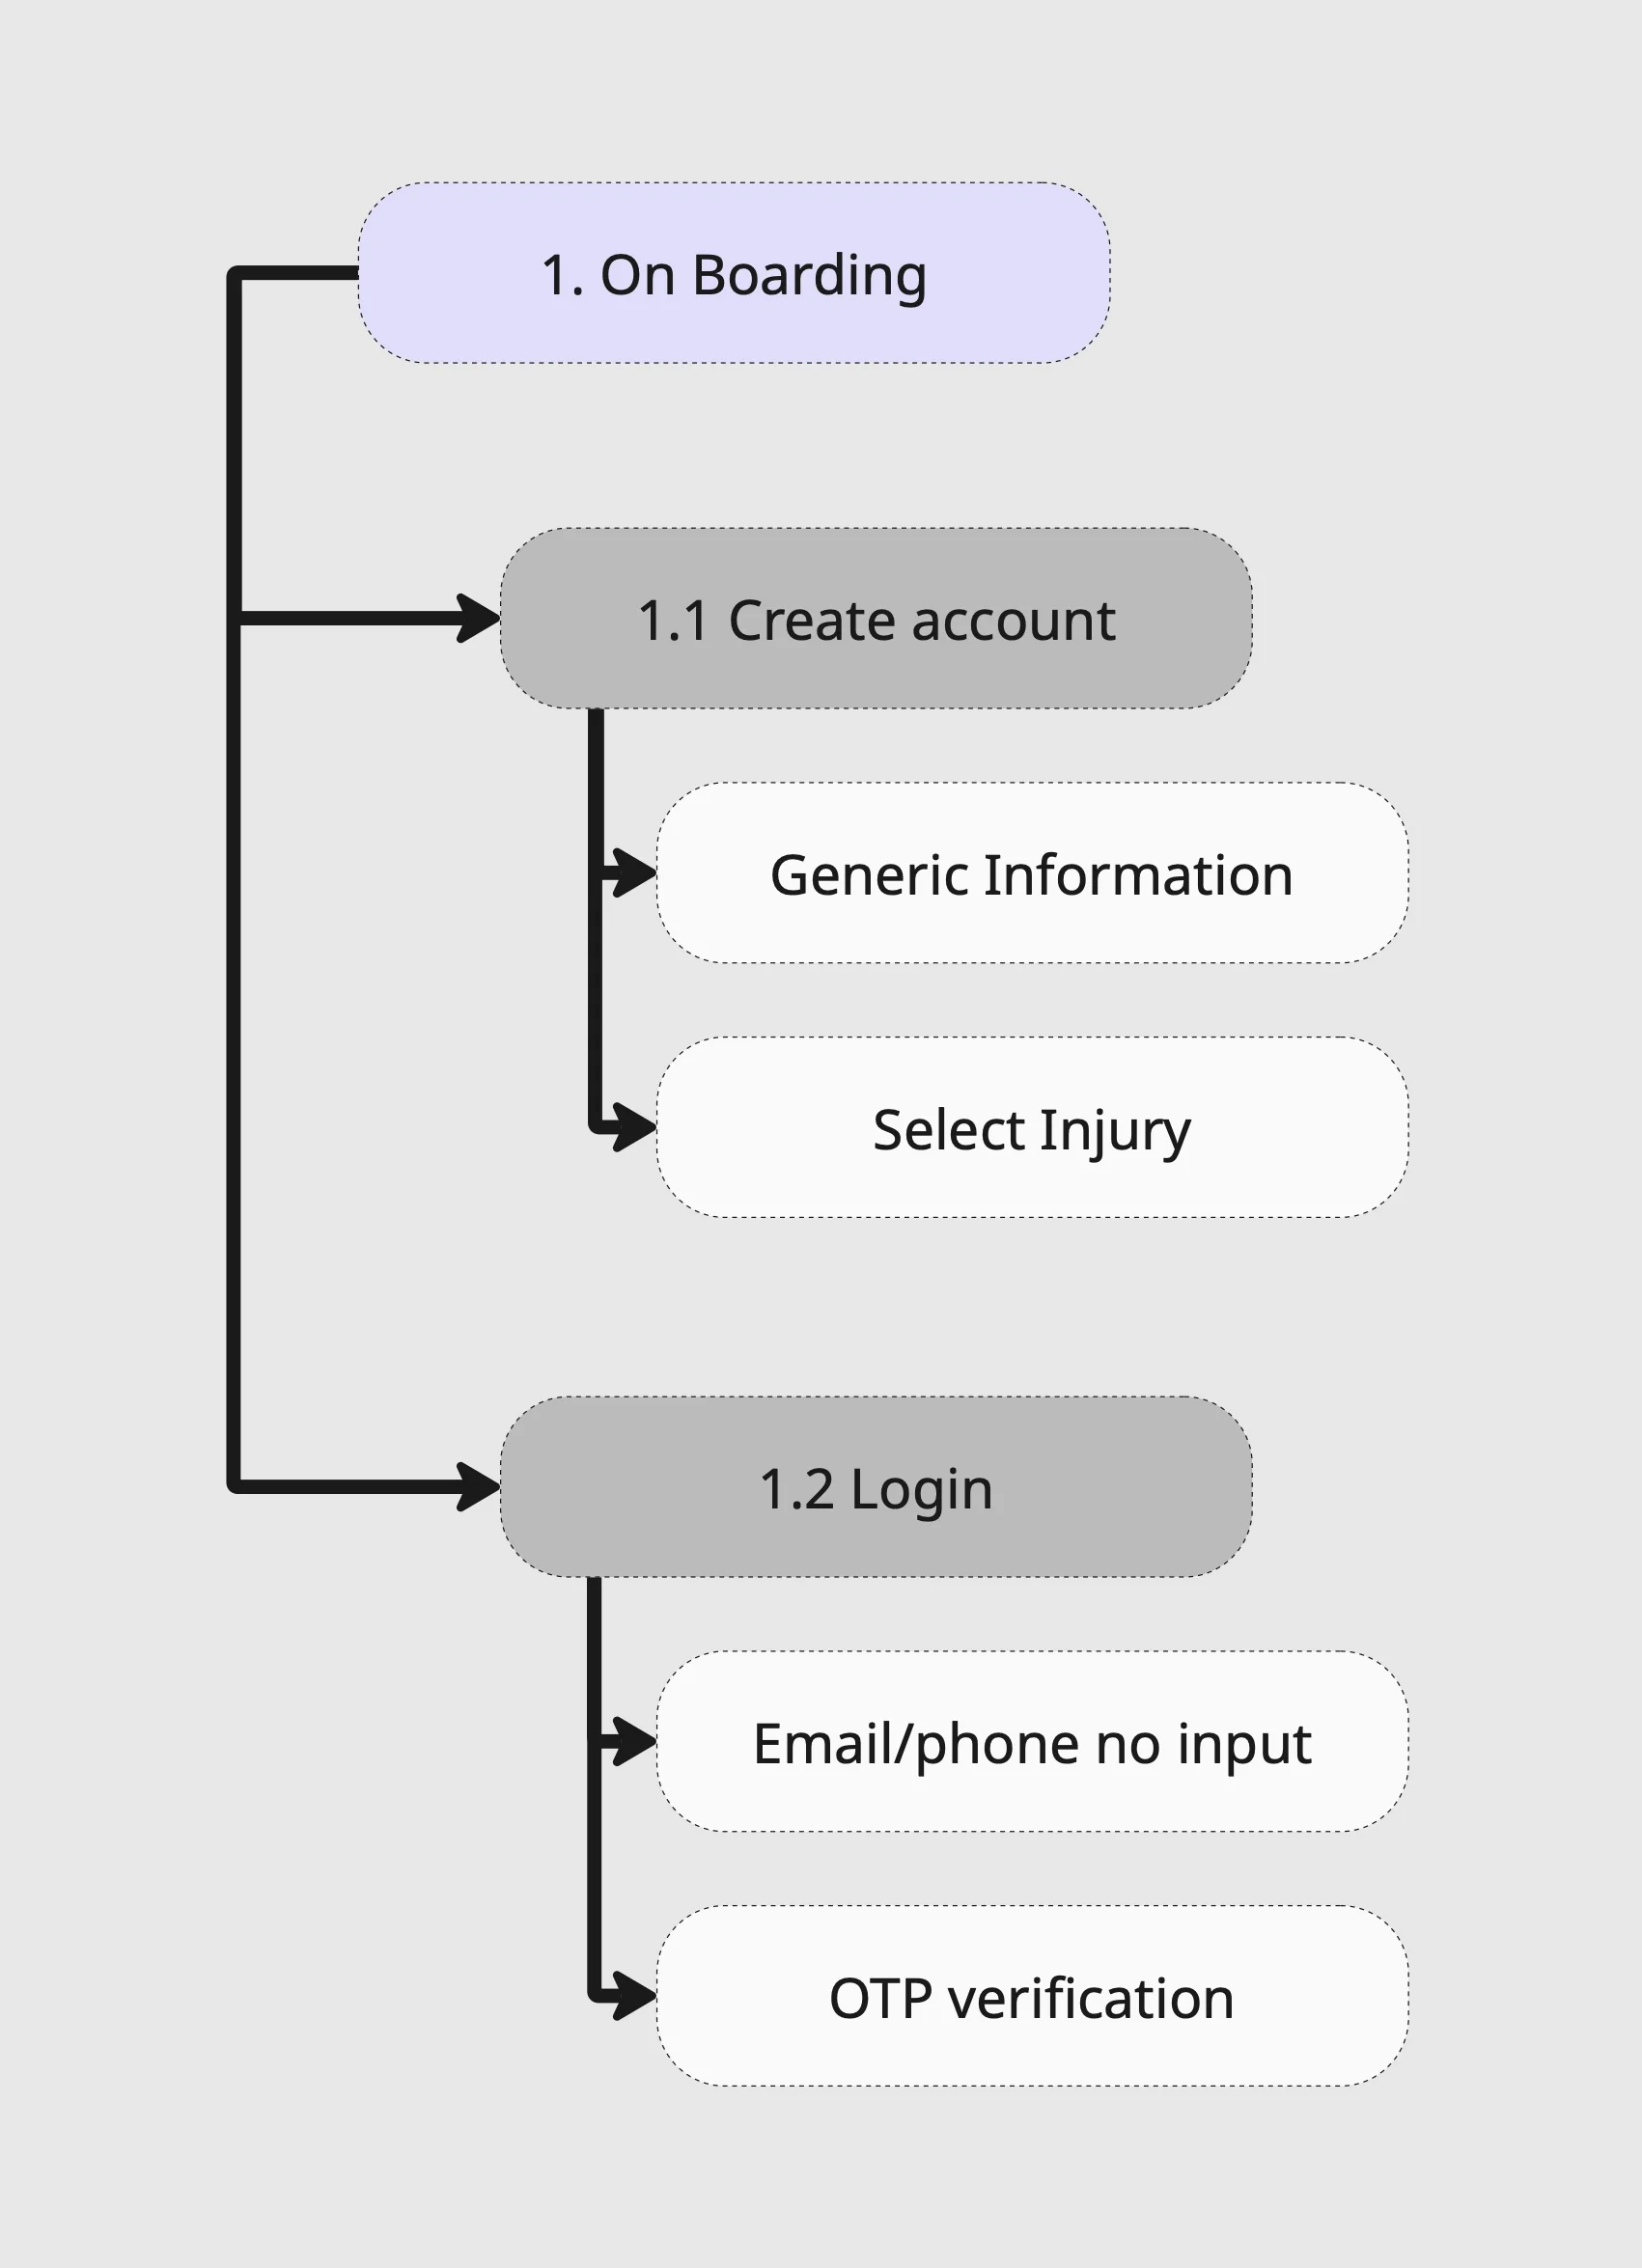 1. On Boarding
1.1 Create account
Generic Information
Select Injury
1.2 Login
Email/phone no input
OTP verification